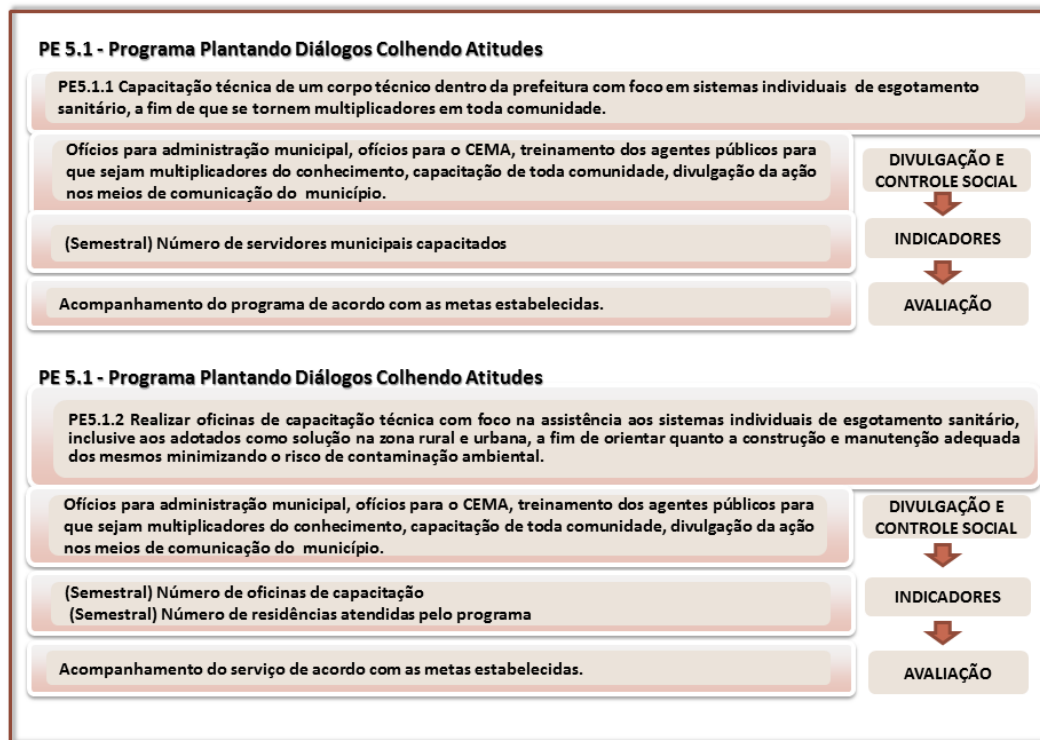 PE 5.1 - Programa Plantando Diálogos Colhendo Atitudes
PE5.1.1 Capacitação técnica de um corpo técnico dentro da prefeitura com foco em sistemas individuais de esgotamento
sanitário, a fim de que se tornem multiplicadores em toda comunidade.
Ofícios para administração municipal, ofícios para o CEMA, treinamento dos agentes públicos para
que sejam multiplicadores do conhecimento, capacitação de toda comunidade, divulgação da ação
nos meios de comunicação do município.
DIVULGAÇÃO E
CONTROLE SOCIAL
(Semestral) Número de servidores municipais capacitados
INDICADORES
Acompanhamento do programa de acordo com as metas estabelecidas.
AVALIAÇÃO
PE 5.1 - Programa Plantando Diálogos Colhendo Atitudes
PE5.1.2 Realizar oficinas de capacitação técnica com foco na assistência aos sistemas individuais de esgotamento sanitário,
inclusive aos adotados como solução na zona rural e urbana, a fim de orientar quanto a construção e manutenção adequada
dos mesmos minimizando o risco de contaminação ambiental.
Ofícios para administração municipal, ofícios para o CEMA, treinamento dos agentes públicos para
que sejam multiplicadores do conhecimento, capacitação de toda comunidade, divulgação da ação
nos meios de comunicação do município.
DIVULGAÇÃO E
CONTROLE SOCIAL
(Semestral) Número de oficinas de capacitação
(Semestral) Número de residências atendidas pelo programa
INDICADORES
Acompanhamento do serviço de acordo com as metas estabelecidas.
AVALIAÇÃO